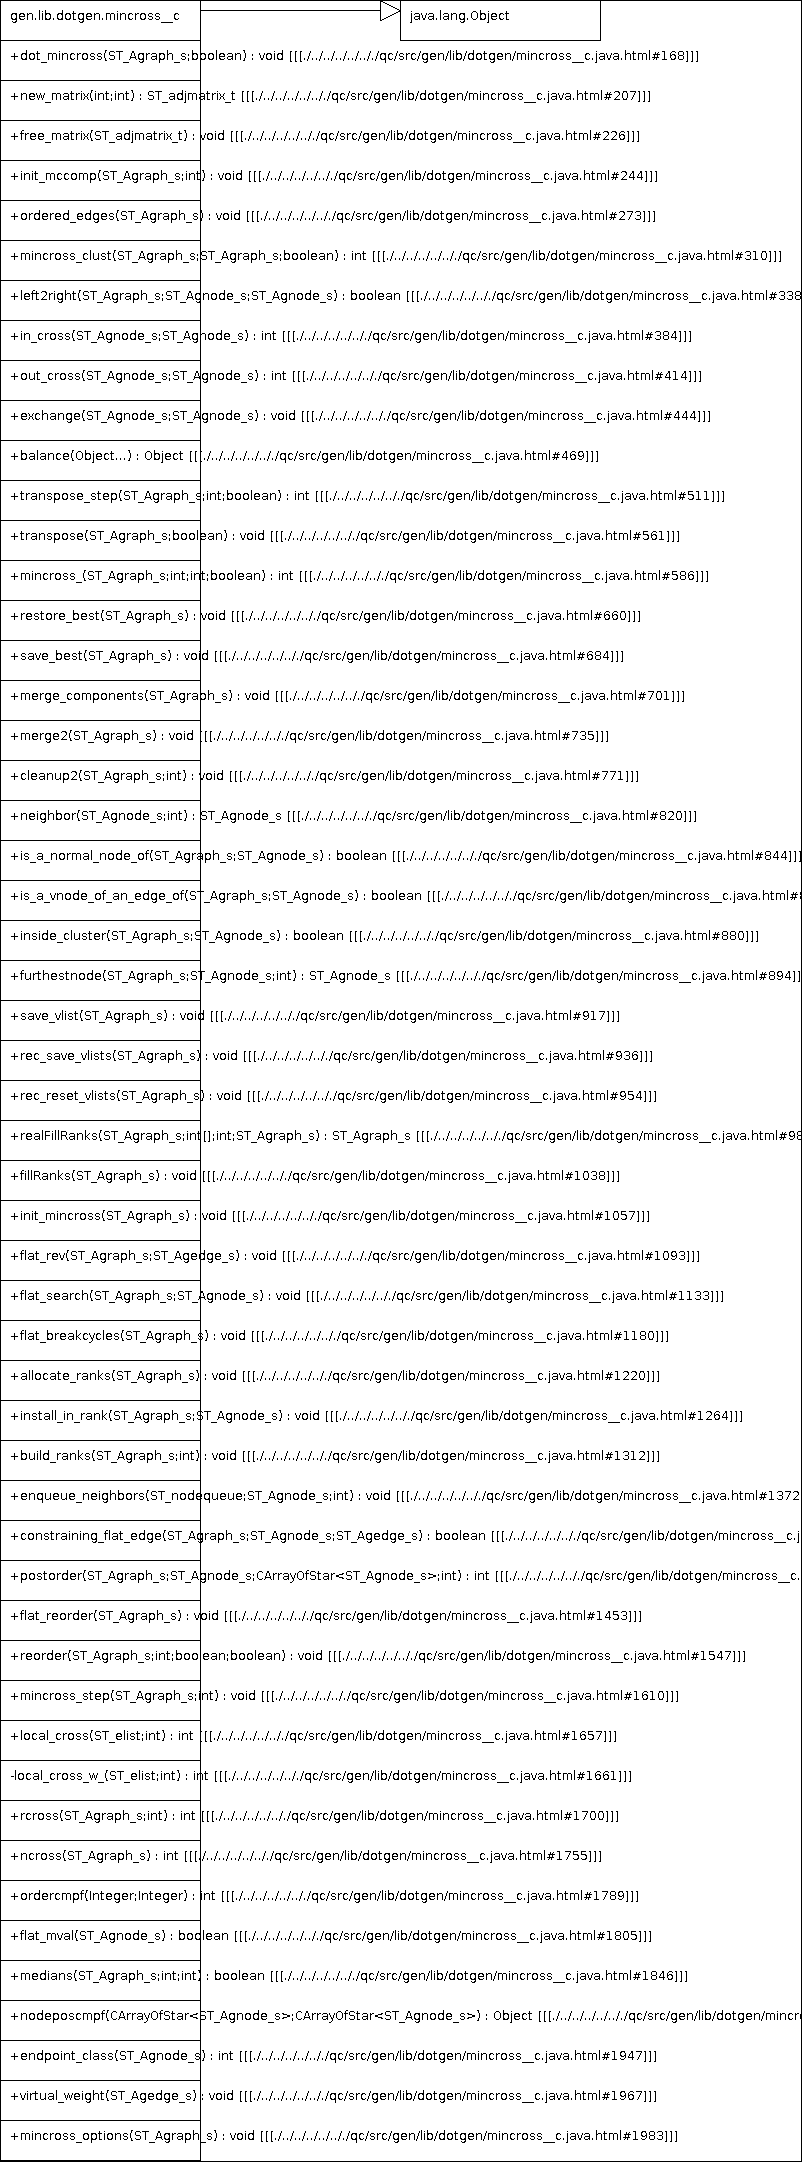 gen.lib.dotgen.mincross__c
java.lang.Object
+dot_mincross(ST_Agraph_s;boolean) : void [[[./../../../../../../qc/src/gen/lib/dotgen/mincross__c.java.html#168]]]
+new_matrix(int;int) : ST_adjmatrix_t [[[./../../../../../../qc/src/gen/lib/dotgen/mincross__c.java.html#207]]]
+free_matrix(ST_adjmatrix_t) : void [[[./../../../../../../qc/src/gen/lib/dotgen/mincross__c.java.html#226]]]
+init_mccomp(ST_Agraph_s;int) : void [[[./../../../../../../qc/src/gen/lib/dotgen/mincross__c.java.html#244]]]
+ordered_edges(ST_Agraph_s) : void [[[./../../../../../../qc/src/gen/lib/dotgen/mincross__c.java.html#273]]]
+mincross_clust(ST_Agraph_s;ST_Agraph_s;boolean) : int [[[./../../../../../../qc/src/gen/lib/dotgen/mincross__c.java.html#310]]]
+left2right(ST_Agraph_s;ST_Agnode_s;ST_Agnode_s) : boolean [[[./../../../../../../qc/src/gen/lib/dotgen/mincross__c.java.html#338
+in_cross(ST_Agnode_s;ST_Agnode_s) : int [[[./../../../../../../qc/src/gen/lib/dotgen/mincross__c.java.html#384]]]
+out_cross(ST_Agnode_s;ST_Agnode_s) : int [[[./../../../../../../qc/src/gen/lib/dotgen/mincross__c.java.html#414]]]
+exchange(ST_Agnode_s;ST_Agnode_s) : void [[[./../../../../../../qc/src/gen/lib/dotgen/mincross__c.java.html#444]]]
+balance(Object...) : Object [[[./../../../../../../qc/src/gen/lib/dotgen/mincross__c.java.html#469]]]
+transpose_step(ST_Agraph_s;int;boolean) : int [[[./../../../../../../qc/src/gen/lib/dotgen/mincross__c.java.html#511]]]
+transpose(ST_Agraph_s;boolean) : void [[[./../../../../../../qc/src/gen/lib/dotgen/mincross__c.java.html#561]]]
+mincross_(ST_Agraph_s;int;int;boolean) : int [[[./../../../../../../qc/src/gen/lib/dotgen/mincross__c.java.html#586]]]
+restore_best(ST_Agraph_s) : void [[[./../../../../../../qc/src/gen/lib/dotgen/mincross__c.java.html#660]]]
+save_best(ST_Agraph_s) : void [[[./../../../../../../qc/src/gen/lib/dotgen/mincross__c.java.html#684]]]
+merge_components(ST_Agraph_s) : void [[[./../../../../../../qc/src/gen/lib/dotgen/mincross__c.java.html#701]]]
+merge2(ST_Agraph_s) : void [[[./../../../../../../qc/src/gen/lib/dotgen/mincross__c.java.html#735]]]
+cleanup2(ST_Agraph_s;int) : void [[[./../../../../../../qc/src/gen/lib/dotgen/mincross__c.java.html#771]]]
+neighbor(ST_Agnode_s;int) : ST_Agnode_s [[[./../../../../../../qc/src/gen/lib/dotgen/mincross__c.java.html#820]]]
+is_a_normal_node_of(ST_Agraph_s;ST_Agnode_s) : boolean [[[./../../../../../../qc/src/gen/lib/dotgen/mincross__c.java.html#844]]]
+is_a_vnode_of_an_edge_of(ST_Agraph_s;ST_Agnode_s) : boolean [[[./../../../../../../qc/src/gen/lib/dotgen/mincross__c.java.html#
+inside_cluster(ST_Agraph_s;ST_Agnode_s) : boolean [[[./../../../../../../qc/src/gen/lib/dotgen/mincross__c.java.html#880]]]
+furthestnode(ST_Agraph_s;ST_Agnode_s;int) : ST_Agnode_s [[[./../../../../../../qc/src/gen/lib/dotgen/mincross__c.java.html#894]]
+save_vlist(ST_Agraph_s) : void [[[./../../../../../../qc/src/gen/lib/dotgen/mincross__c.java.html#917]]]
+rec_save_vlists(ST_Agraph_s) : void [[[./../../../../../../qc/src/gen/lib/dotgen/mincross__c.java.html#936]]]
+rec_reset_vlists(ST_Agraph_s) : void [[[./../../../../../../qc/src/gen/lib/dotgen/mincross__c.java.html#954]]]
+realFillRanks(ST_Agraph_s;int[];int;ST_Agraph_s) : ST_Agraph_s [[[./../../../../../../qc/src/gen/lib/dotgen/mincross__c.java.html#98
+fillRanks(ST_Agraph_s) : void [[[./../../../../../../qc/src/gen/lib/dotgen/mincross__c.java.html#1038]]]
+init_mincross(ST_Agraph_s) : void [[[./../../../../../../qc/src/gen/lib/dotgen/mincross__c.java.html#1057]]]
+flat_rev(ST_Agraph_s;ST_Agedge_s) : void [[[./../../../../../../qc/src/gen/lib/dotgen/mincross__c.java.html#1093]]]
+flat_search(ST_Agraph_s;ST_Agnode_s) : void [[[./../../../../../../qc/src/gen/lib/dotgen/mincross__c.java.html#1133]]]
+flat_breakcycles(ST_Agraph_s) : void [[[./../../../../../../qc/src/gen/lib/dotgen/mincross__c.java.html#1180]]]
+allocate_ranks(ST_Agraph_s) : void [[[./../../../../../../qc/src/gen/lib/dotgen/mincross__c.java.html#1220]]]
+install_in_rank(ST_Agraph_s;ST_Agnode_s) : void [[[./../../../../../../qc/src/gen/lib/dotgen/mincross__c.java.html#1264]]]
+build_ranks(ST_Agraph_s;int) : void [[[./../../../../../../qc/src/gen/lib/dotgen/mincross__c.java.html#1312]]]
+enqueue_neighbors(ST_nodequeue;ST_Agnode_s;int) : void [[[./../../../../../../qc/src/gen/lib/dotgen/mincross__c.java.html#1372
+constraining_flat_edge(ST_Agraph_s;ST_Agnode_s;ST_Agedge_s) : boolean [[[./../../../../../../qc/src/gen/lib/dotgen/mincross__c.j
+postorder(ST_Agraph_s;ST_Agnode_s;CArrayOfStar<ST_Agnode_s>;int) : int [[[./../../../../../../qc/src/gen/lib/dotgen/mincross__c.
+flat_reorder(ST_Agraph_s) : void [[[./../../../../../../qc/src/gen/lib/dotgen/mincross__c.java.html#1453]]]
+reorder(ST_Agraph_s;int;boolean;boolean) : void [[[./../../../../../../qc/src/gen/lib/dotgen/mincross__c.java.html#1547]]]
+mincross_step(ST_Agraph_s;int) : void [[[./../../../../../../qc/src/gen/lib/dotgen/mincross__c.java.html#1610]]]
+local_cross(ST_elist;int) : int [[[./../../../../../../qc/src/gen/lib/dotgen/mincross__c.java.html#1657]]]
-local_cross_w_(ST_elist;int) : int [[[./../../../../../../qc/src/gen/lib/dotgen/mincross__c.java.html#1661]]]
+rcross(ST_Agraph_s;int) : int [[[./../../../../../../qc/src/gen/lib/dotgen/mincross__c.java.html#1700]]]
+ncross(ST_Agraph_s) : int [[[./../../../../../../qc/src/gen/lib/dotgen/mincross__c.java.html#1755]]]
+ordercmpf(Integer;Integer) : int [[[./../../../../../../qc/src/gen/lib/dotgen/mincross__c.java.html#1789]]]
+flat_mval(ST_Agnode_s) : boolean [[[./../../../../../../qc/src/gen/lib/dotgen/mincross__c.java.html#1805]]]
+medians(ST_Agraph_s;int;int) : boolean [[[./../../../../../../qc/src/gen/lib/dotgen/mincross__c.java.html#1846]]]
+nodeposcmpf(CArrayOfStar<ST_Agnode_s>;CArrayOfStar<ST_Agnode_s>) : Object [[[./../../../../../../qc/src/gen/lib/dotgen/mincro
+endpoint_class(ST_Agnode_s) : int [[[./../../../../../../qc/src/gen/lib/dotgen/mincross__c.java.html#1947]]]
+virtual_weight(ST_Agedge_s) : void [[[./../../../../../../qc/src/gen/lib/dotgen/mincross__c.java.html#1967]]]
+mincross_options(ST_Agraph_s) : void [[[./../../../../../../qc/src/gen/lib/dotgen/mincross__c.java.html#1983]]]